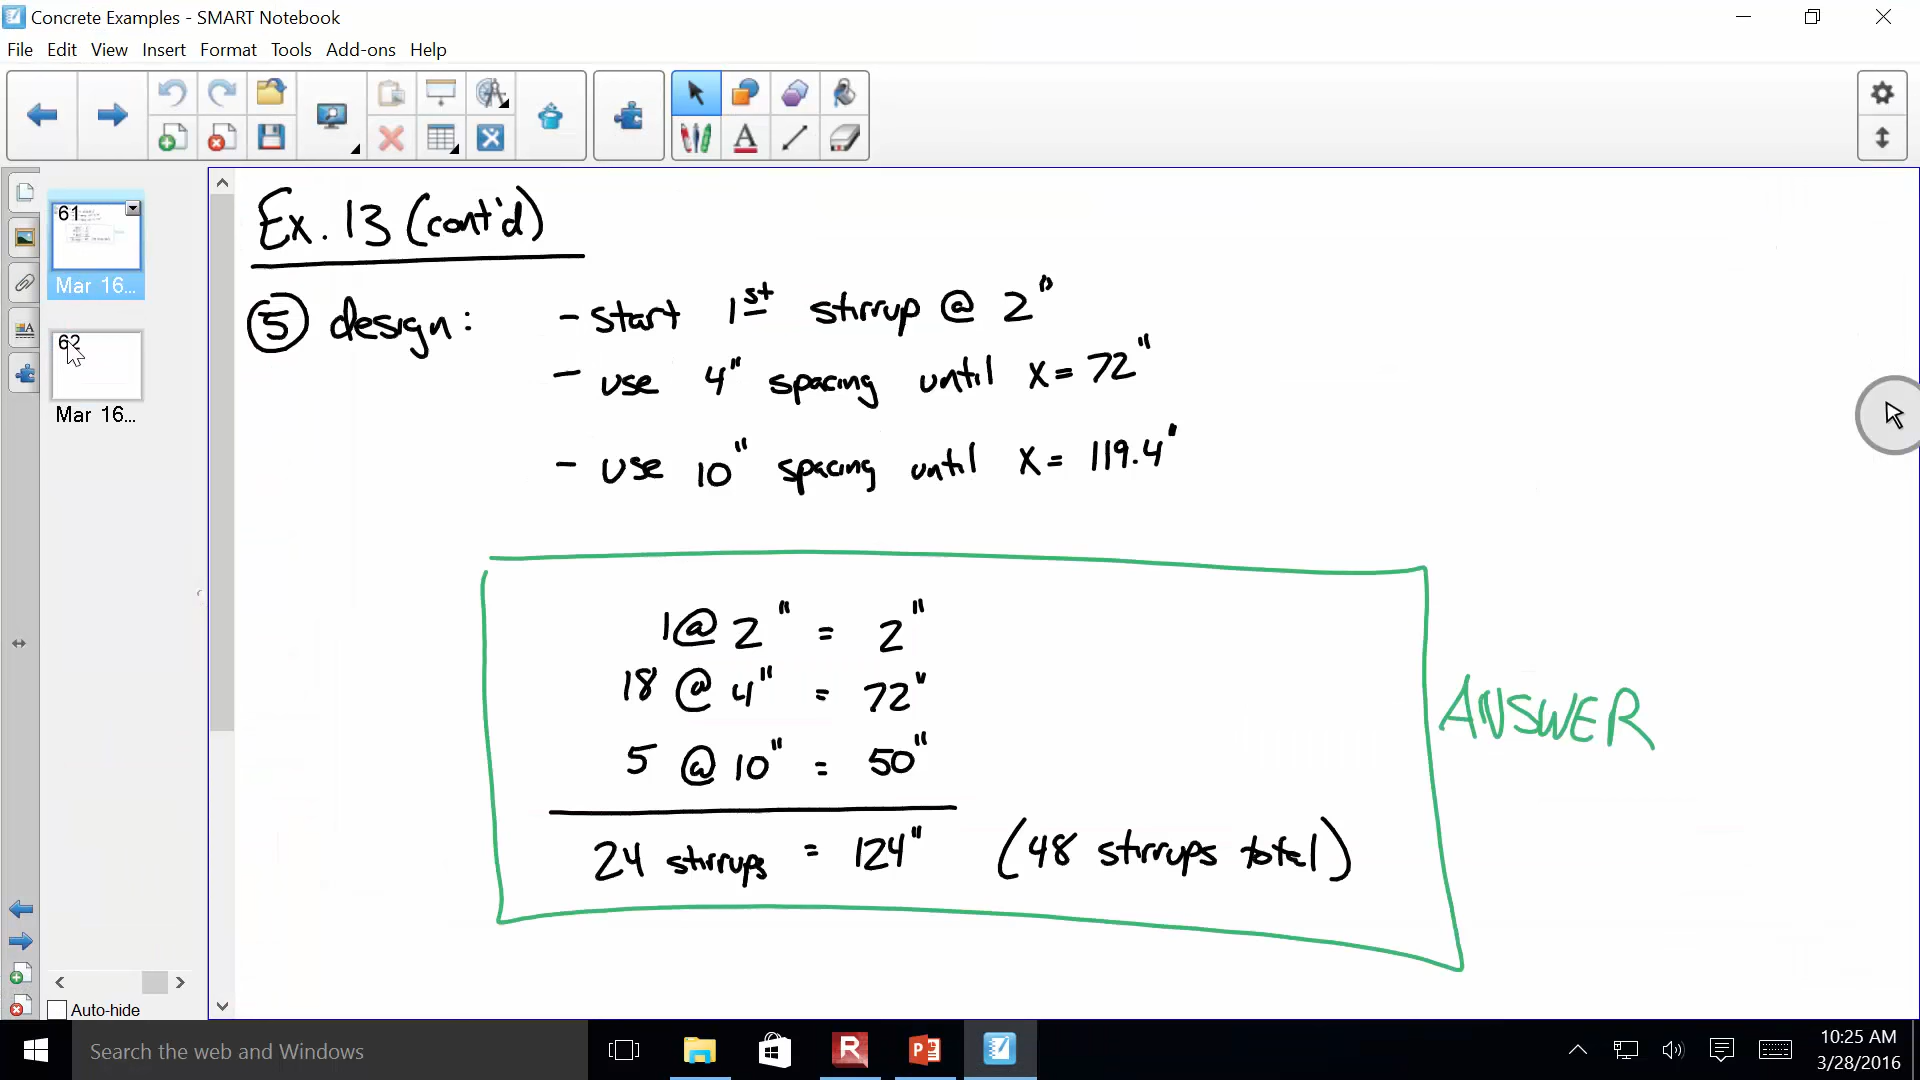 Concrete Examples - SMART Notebook
File Edit View Insert Format Tools Add-ons Help
61
Mar 16...
62
Mar 16...
Auto-hide
Ex. 13 (cont'd)
5 design: - start 1st stirrup @ 2"
- use 4" spacing until x = 72"
- use 10" spacing until x = 119.4"
1 @ 2" = 2"
18 @ 4" = 72"
5 @ 10" = 50"
24 stirrups = 124" (48 stirrups total)
ANSWER
Search the web and Windows
10:25 AM
3/28/2016